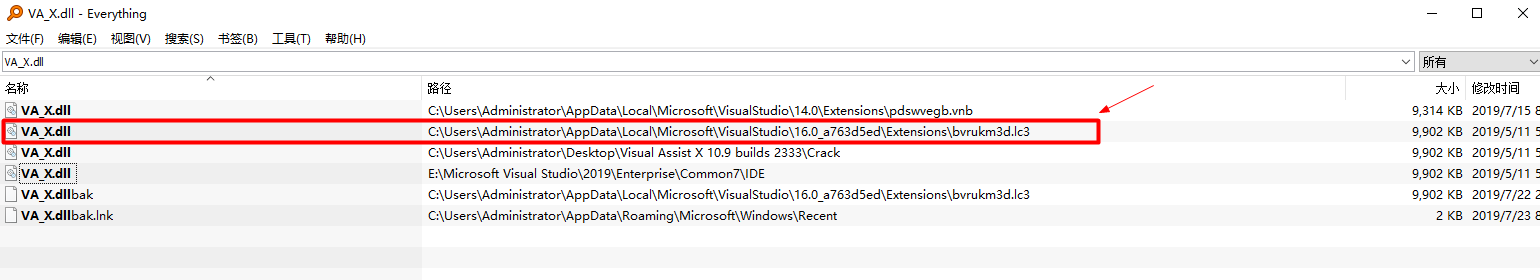 VA_X.dll - Everything
文件(F) 编辑(E) 视图(V) 搜索(S) 书签(B) 工具(T) 帮助(H)
VA_X.dll 所有
名称 路径 大小 修改时间
VA_X.dll C:\Users\Administrator\AppData\Local\Microsoft\VisualStudio\14.0\Extensions\pdswvegb.vnb 9,314 KB 2019/7/15 8
VA_X.dll C:\Users\Administrator\AppData\Local\Microsoft\VisualStudio\16.0_a763d5ed\Extensions\bvrukm3d.lc3 9,902 KB 2019/5/11 5
VA_X.dll C:\Users\Administrator\Desktop\Visual Assist X 10.9 builds 2333\Crack 9,902 KB 2019/5/11 5
VA_X.dll E:\Microsoft Visual Studio\2019\Enterprise\Common7\IDE 9,902 KB 2019/5/11 5
VA_X.dllbak C:\Users\Administrator\AppData\Local\Microsoft\VisualStudio\16.0_a763d5ed\Extensions\bvrukm3d.lc3 9,902 KB 2019/7/22 2
VA_X.dllbak.lnk C:\Users\Administrator\AppData\Roaming\Microsoft\Windows\Recent 2 KB 2019/7/23 8